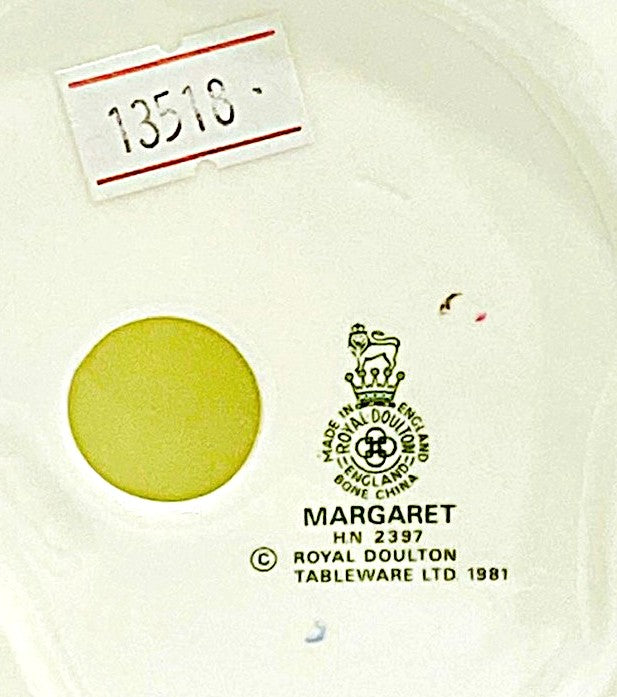 13518.
MADE IN ENGLAND
ROYAL DOULTON
ENGLAND
BONE CHINA
MARGARET
HN 2397
© ROYAL DOULTON
TABLEWARE LTD 1981